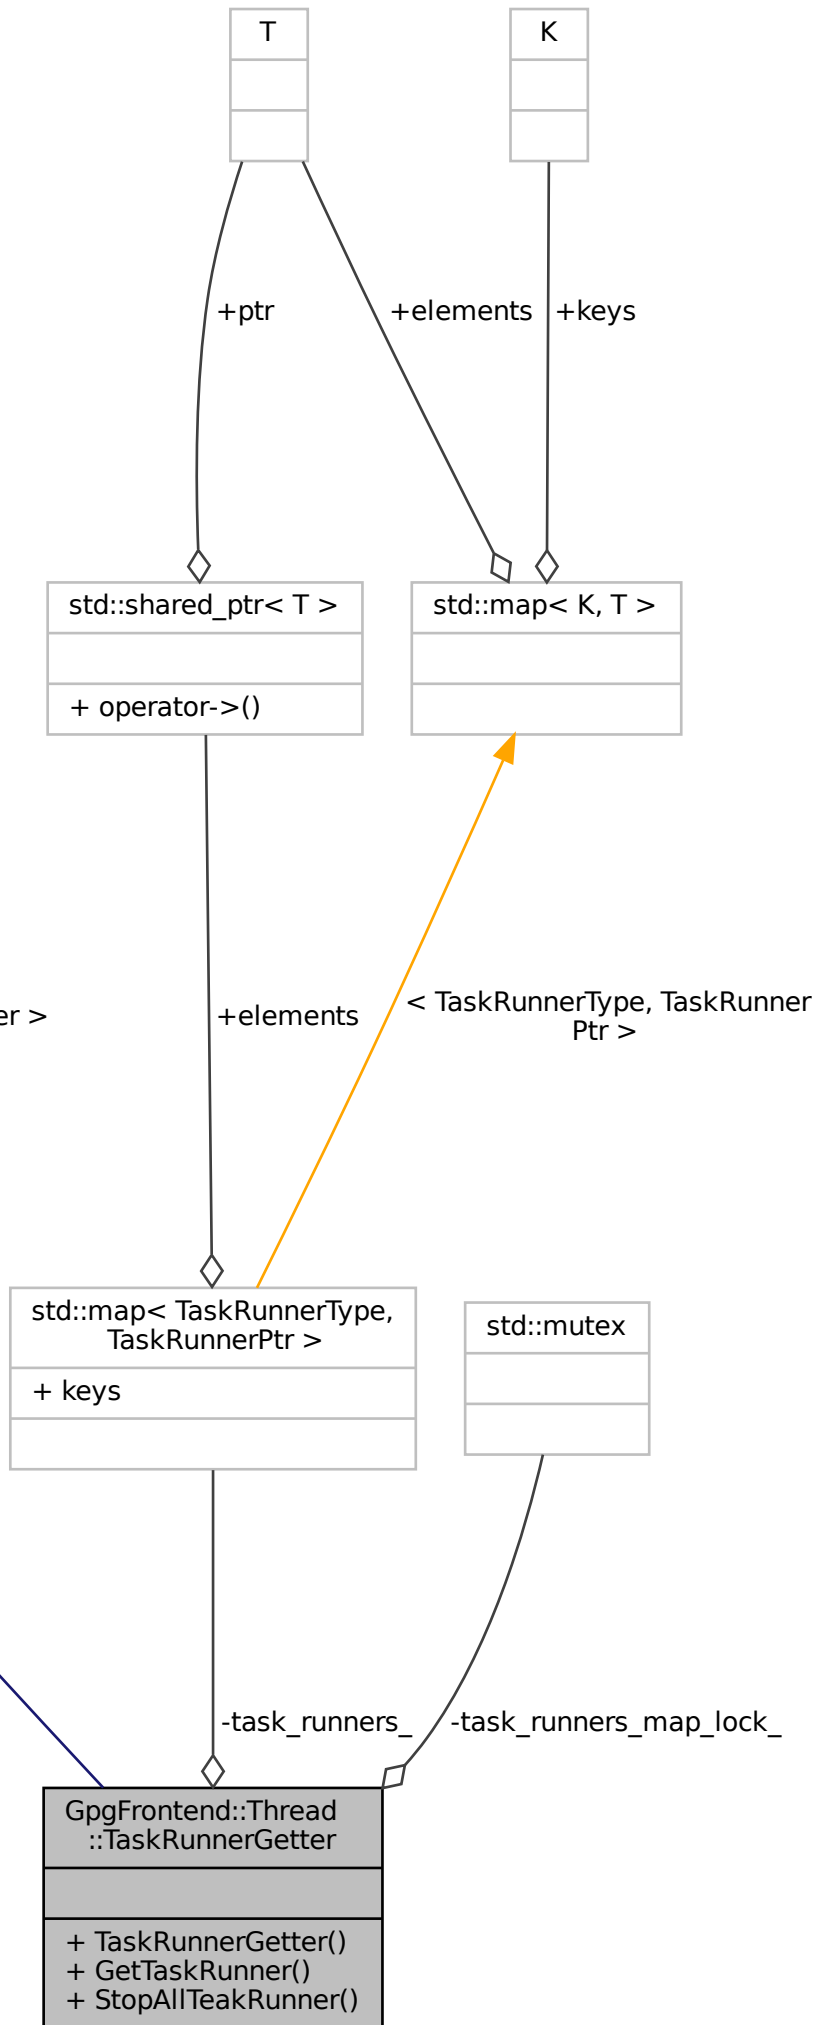 T
K
+ptr
+elements
+keys
std::shared_ptr< T >
+ operator->()
std::map< K, T >
er >
+elements
< TaskRunnerType, TaskRunner
Ptr >
std::map< TaskRunnerType,
TaskRunnerPtr >
+ keys
std::mutex
-task_runners_
-task_runners_map_lock_
GpgFrontend::Thread
::TaskRunnerGetter
+ TaskRunnerGetter()
+ GetTaskRunner()
+ StopAllTeakRunner()